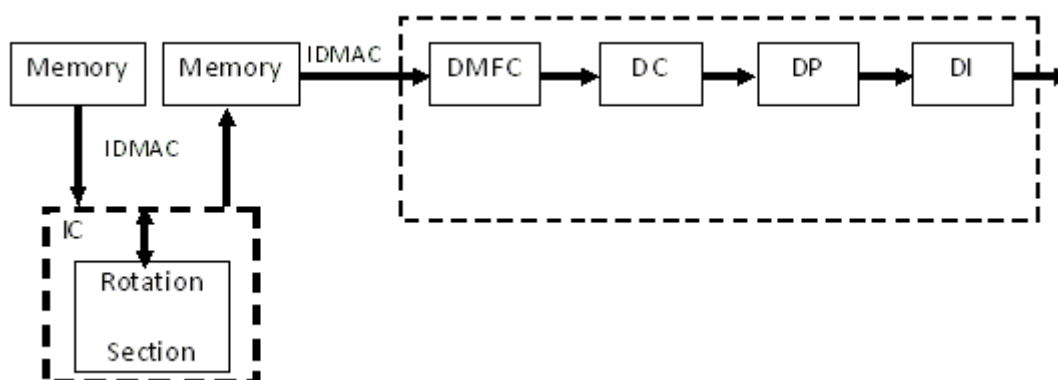 IDMAC
Memory
Memory
DMFC
DC
DP
DI
IDMAC
IC
Rotation
Section